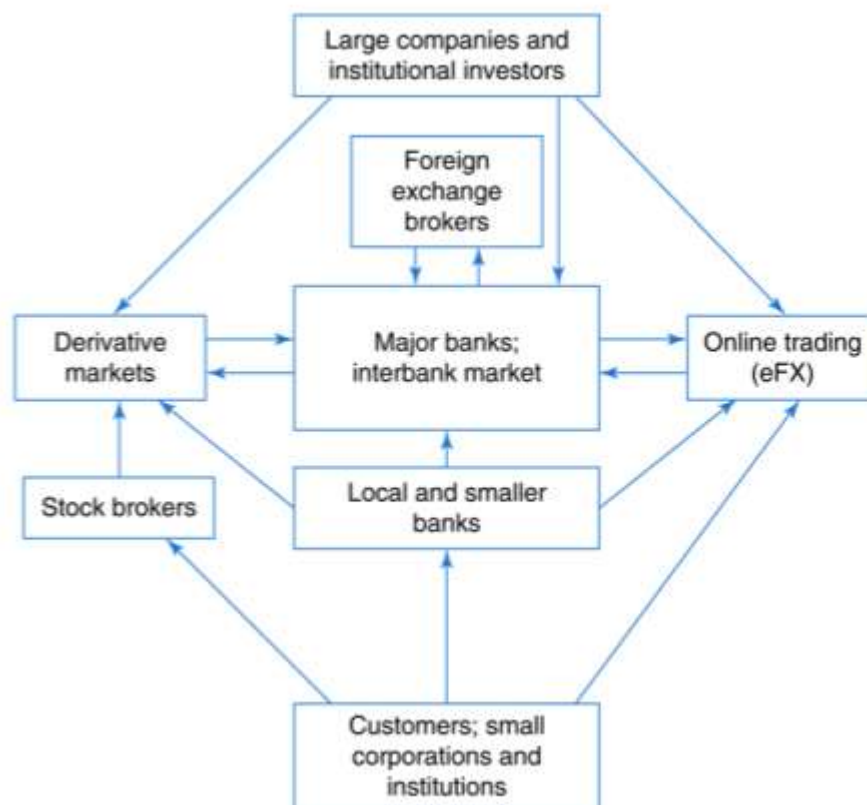 Large companies and
institutional investors
Foreign
exchange
brokers
Derivative
markets
Major banks;
interbank market
Online trading
(eFX)
Stock brokers
Local and smaller
banks
Customers; small
corporations and
institutions